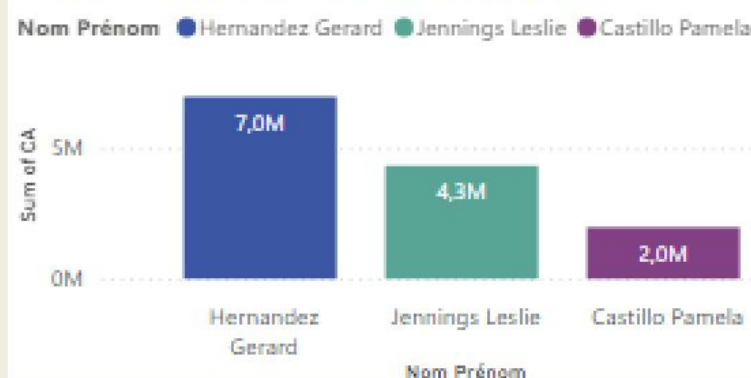 Nom Prénom Hernandez Gerard Jennings Leslie Castillo Pamela
Sum of CA
5M
0M
7,0M
4,3M
2,0M
Hernandez Gerard
Jennings Leslie
Castillo Pamela
Nom Prénom